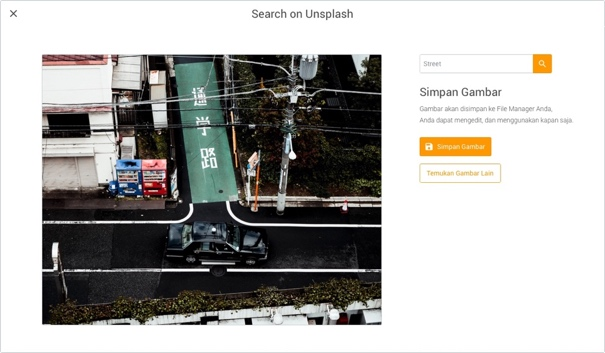 Search on Unsplash
Street
Simpan Gambar
Gambar akan disimpan ke File Manager Anda,
Anda dapat mengedit, dan menggunakan kapan saja.
Simpan Gambar
Temukan Gambar Lain
通
学
路